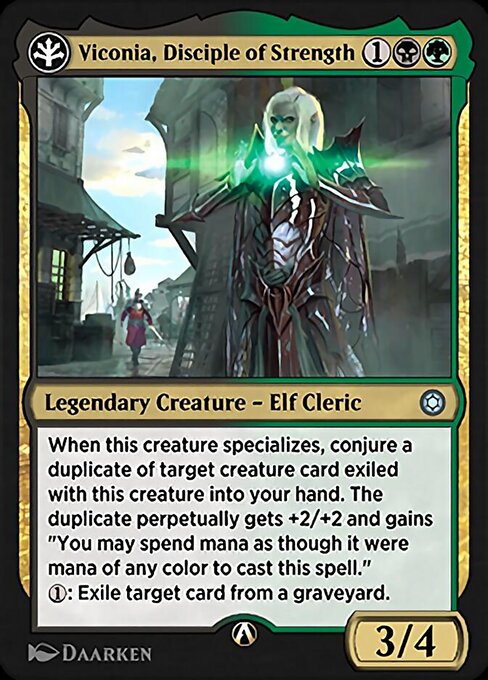 Viconia, Disciple of Strength 1
Legendary Creature – Elf Cleric
When this creature specializes, conjure a
duplicate of target creature card exiled
with this creature into your hand. The
duplicate perpetually gets +2/+2 and gains
"You may spend mana as though it were
mana of any color to cast this spell."
1: Exile target card from a graveyard.
3/4
DAARKEN